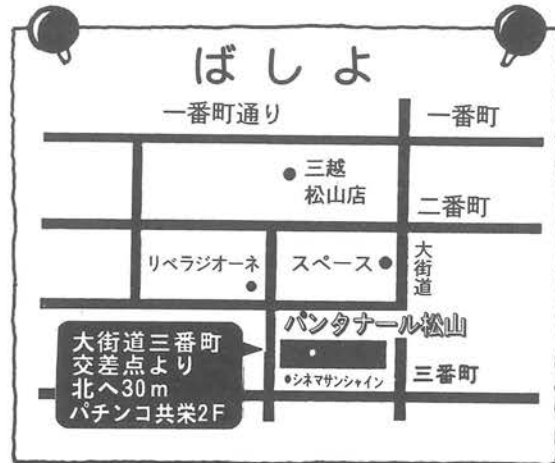 ばしよ
一番町通り
一番町
三越
松山店
二番町
リベラジオーネ
スペース
大街道
パンタナール松山
大街道三番町
交差点より
北へ30m
パチンコ共栄2F
シネマサンシャイン
三番町